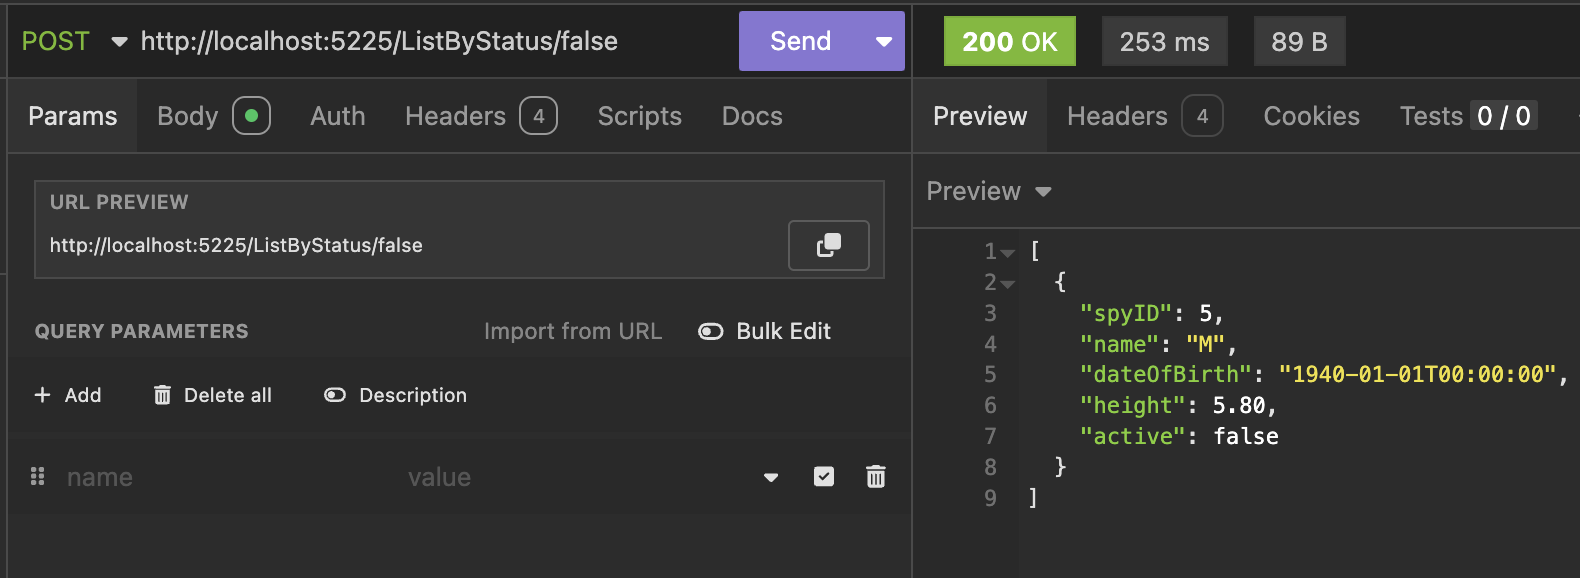 POST http://localhost:5225/ListByStatus/false Send
Params Body Auth Headers 4 Scripts Docs
URL PREVIEW
http://localhost:5225/ListByStatus/false
QUERY PARAMETERS Import from URL Bulk Edit
+ Add Delete all Description
name value
200 OK 253 ms 89 B
Preview Headers 4 Cookies Tests 0 / 0
Preview
1 [
2 {
3 "spyID": 5,
4 "name": "M",
5 "dateOfBirth": "1940-01-01T00:00:00",
6 "height": 5.80,
7 "active": false
8 }
9 ]